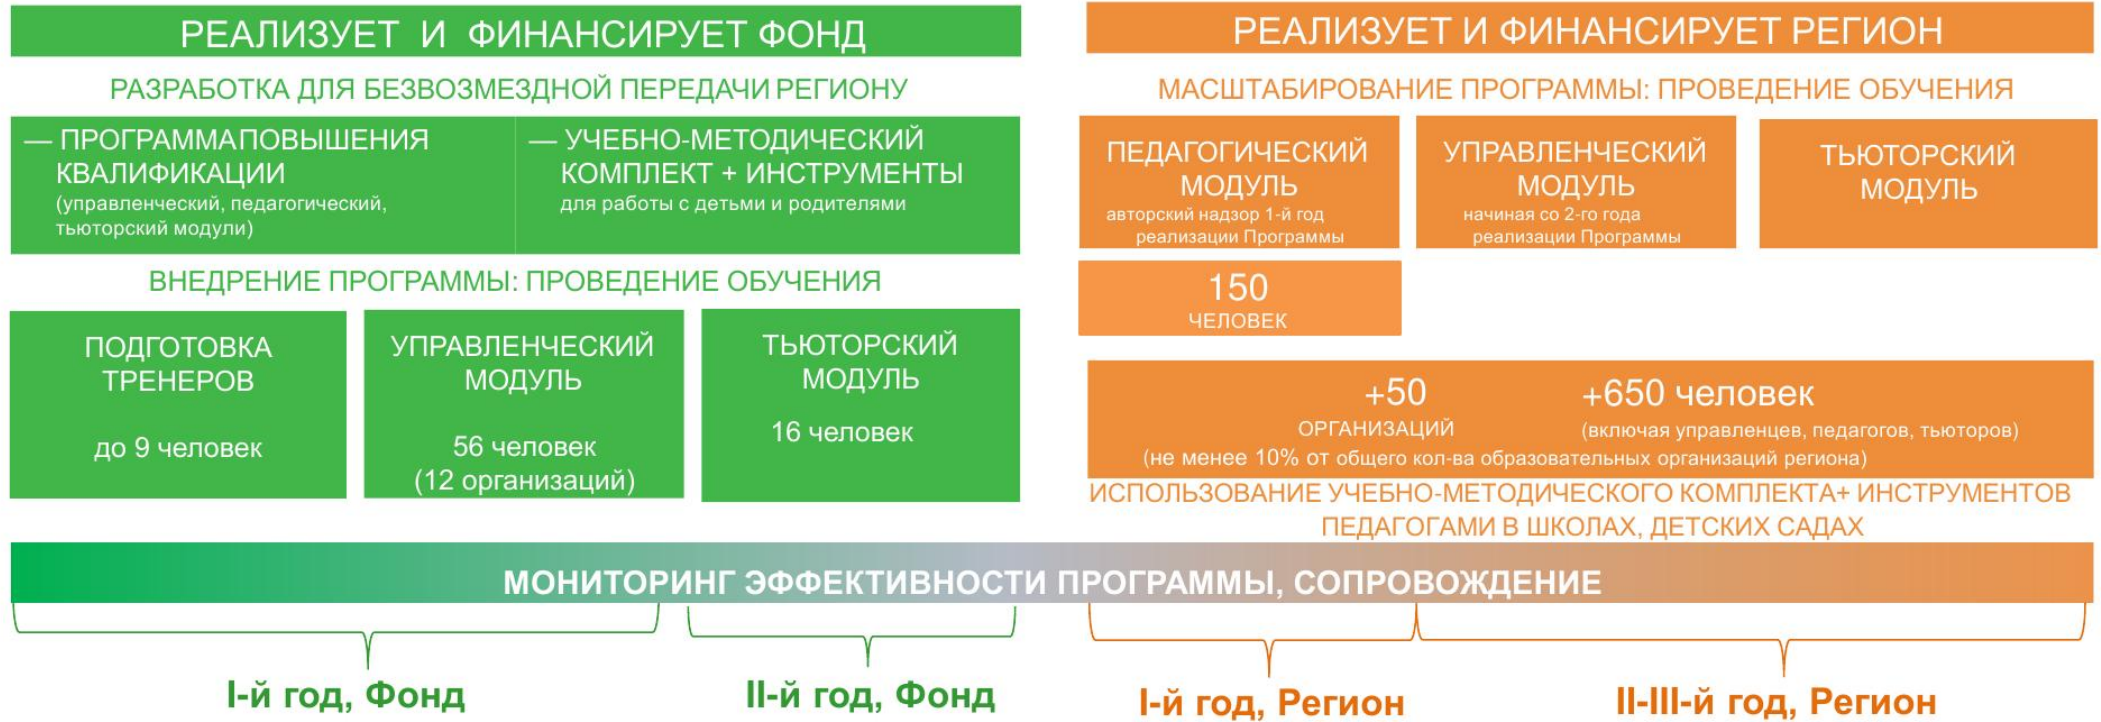 РЕАЛИЗУЕТ И ФИНАНСИРУЕТ ФОНД
РАЗРАБОТКА ДЛЯ БЕЗВОЗМЕЗДНОЙ ПЕРЕДАЧИ РЕГИОНУ
— ПРОГРАММА ПОВЫШЕНИЯ
КВАЛИФИКАЦИИ
(управленческий, педагогический,
тьюторский модули)
— УЧЕБНО-МЕТОДИЧЕСКИЙ
КОМПЛЕКТ + ИНСТРУМЕНТЫ
для работы с детьми и родителями
ВНЕДРЕНИЕ ПРОГРАММЫ: ПРОВЕДЕНИЕ ОБУЧЕНИЯ
ПОДГОТОВКА
ТРЕНЕРОВ
до 9 человек
УПРАВЛЕНЧЕСКИЙ
МОДУЛЬ
56 человек
(12 организаций)
ТЬЮТОРСКИЙ
МОДУЛЬ
16 человек
РЕАЛИЗУЕТ И ФИНАНСИРУЕТ РЕГИОН
МАСШТАБИРОВАНИЕ ПРОГРАММЫ: ПРОВЕДЕНИЕ ОБУЧЕНИЯ
ПЕДАГОГИЧЕСКИЙ
МОДУЛЬ
авторский надзор 1-й год
реализации Программы
УПРАВЛЕНЧЕСКИЙ
МОДУЛЬ
начиная со 2-го года
реализации Программы
ТЬЮТОРСКИЙ
МОДУЛЬ
150
ЧЕЛОВЕК
+50
ОРГАНИЗАЦИЙ
+650 человек
(включая управленцев, педагогов, тьюторов)
(не менее 10% от общего кол-ва образовательных организаций региона)
ИСПОЛЬЗОВАНИЕ УЧЕБНО-МЕТОДИЧЕСКОГО КОМПЛЕКТА+ ИНСТРУМЕНТОВ
ПЕДАГОГАМИ В ШКОЛАХ, ДЕТСКИХ САДАХ
МОНИТОРИНГ ЭФФЕКТИВНОСТИ ПРОГРАММЫ, СОПРОВОЖДЕНИЕ
I-й год, Фонд
II-й год, Фонд
I-й год, Регион
II-III-й год, Регион